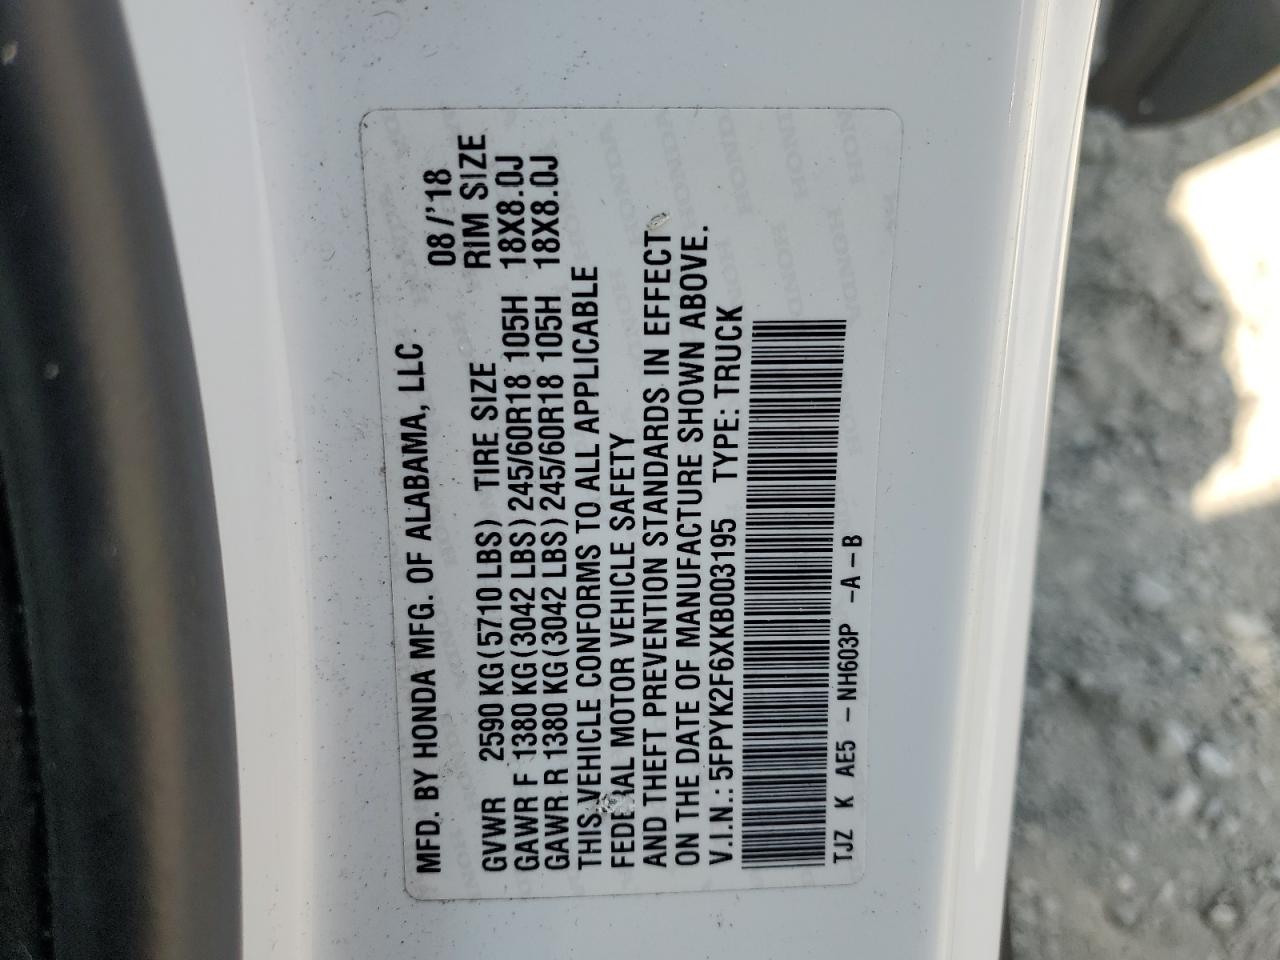 MFD. BY HONDA MFG. OF ALABAMA, LLC 08/'18
GVWR 2590 KG (5710 LBS) TIRE SIZE RIM SIZE
GAWR F 1380 KG (3042 LBS) 245/60R18 105H 18X8.0J
GAWR R 1380 KG (3042 LBS) 245/60R18 105H 18X8.0J
THIS VEHICLE CONFORMS TO ALL APPLICABLE
FEDERAL MOTOR VEHICLE SAFETY
AND THEFT PREVENTION STANDARDS IN EFFECT
ON THE DATE OF MANUFACTURE SHOWN ABOVE.
V.I.N.: 5FPYK2F6XKB003195 TYPE: TRUCK
TJZ K AE5 - NH603P -A-B